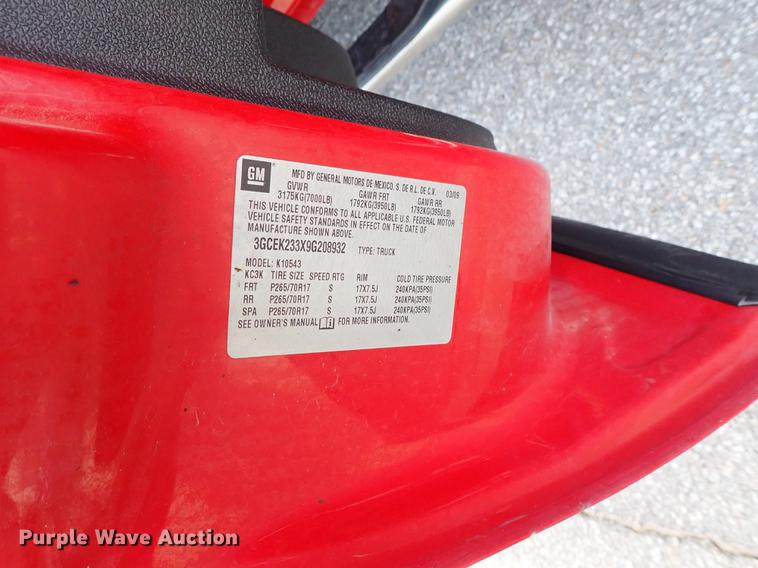 GM MFD BY GENERAL MOTORS DE MEXICO, S. DE R.L. DE C.V. 03/09
GVWR GAWR FRT GAWR RR
3175KG(7000LB) 1792KG(3950LB) 1792KG(3950LB)
THIS VEHICLE CONFORMS TO ALL APPLICABLE U.S. FEDERAL MOTOR
VEHICLE SAFETY STANDARDS IN EFFECT ON THE DATE OF
MANUFACTURE SHOWN ABOVE.
3GCEK233X9G208932 TYPE: TRUCK
MODEL: K10543
KC3K TIRE SIZE SPEED RTG RIM COLD TIRE PRESSURE
FRT P265/70R17 S 17X7.5J 240KPA(35PSI)
RR P265/70R17 S 17X7.5J 240KPA(35PSI)
SPA P265/70R17 S 17X7.5J 240KPA(35PSI)
SEE OWNER'S MANUAL FOR MORE INFORMATION.
Purple Wave Auction